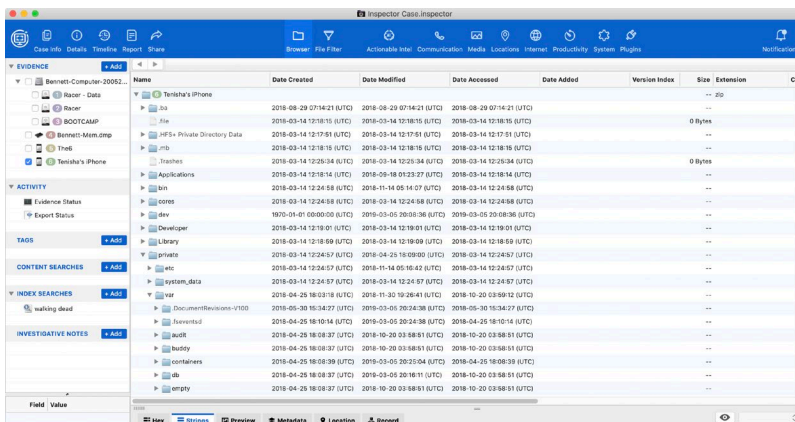 Inspector Case.inspector
Case Info Details Timeline Report Share Browser File Filter Actionable Intel Communication Media Locations Internet Productivity System Plugins
EVIDENCE + Add
Bennett-Computer-20052...
Racer - Data
Racer
BOOTCAMP
Bennett-Mem.dmp
The6
Tenisha's iPhone
ACTIVITY
Evidence Status
Export Status
TAGS + Add
CONTENT SEARCHES + Add
INDEX SEARCHES + Add
walking dead
INVESTIGATIVE NOTES + Add
Field Value
Name Date Created Date Modified Date Accessed Date Added Version Index Size Extension
Tenisha's iPhone -- zip
.ba 2018-08-29 07:14:21 (UTC) 2018-08-29 07:14:21 (UTC) 2018-08-29 07:14:21 (UTC) --
.file 2018-03-14 12:18:15 (UTC) 2018-03-14 12:18:15 (UTC) 2018-03-14 12:18:15 (UTC) 0 Bytes
.HFS+ Private Directory Data 2018-03-14 12:17:51 (UTC) 2018-03-14 12:17:51 (UTC) 2018-03-14 12:17:51 (UTC) --
.mb 2018-03-14 12:18:15 (UTC) 2018-03-14 12:18:15 (UTC) 2018-03-14 12:18:15 (UTC) --
.Trashes 2018-03-14 12:25:34 (UTC) 2018-03-14 12:25:34 (UTC) 2018-03-14 12:25:34 (UTC) 0 Bytes
Applications 2018-03-14 12:18:14 (UTC) 2018-09-18 01:23:27 (UTC) 2018-03-14 12:18:14 (UTC) --
bin 2018-03-14 12:24:58 (UTC) 2018-11-14 05:14:07 (UTC) 2018-03-14 12:24:58 (UTC) --
cores 2018-03-14 12:24:58 (UTC) 2018-03-14 12:24:58 (UTC) 2018-03-14 12:24:58 (UTC) --
dev 1970-01-01 00:00:00 (UTC) 2019-03-05 20:08:36 (UTC) 2019-03-05 20:08:36 (UTC) --
Developer 2018-03-14 12:19:01 (UTC) 2018-03-14 12:19:01 (UTC) 2018-03-14 12:19:01 (UTC) --
Library 2018-03-14 12:18:59 (UTC) 2018-03-14 12:19:09 (UTC) 2018-03-14 12:18:59 (UTC) --
private 2018-03-14 12:24:57 (UTC) 2018-04-25 18:09:00 (UTC) 2018-03-14 12:24:57 (UTC) --
etc 2018-03-14 12:24:57 (UTC) 2018-11-14 05:16:42 (UTC) 2018-03-14 12:24:57 (UTC) --
system_data 2018-03-14 12:24:57 (UTC) 2018-03-14 12:24:57 (UTC) 2018-03-14 12:24:57 (UTC) --
var 2018-04-25 18:03:18 (UTC) 2018-11-30 19:26:41 (UTC) 2018-10-20 03:59:12 (UTC) --
.DocumentRevisions-V100 2018-05-30 15:34:27 (UTC) 2019-03-05 20:24:38 (UTC) 2018-05-30 15:34:27 (UTC) --
.fseventsd 2018-04-25 18:10:14 (UTC) 2019-03-05 20:24:38 (UTC) 2018-04-25 18:10:14 (UTC) --
audit 2018-04-25 18:08:37 (UTC) 2018-10-20 03:58:51 (UTC) 2018-10-20 03:58:51 (UTC) --
buddy 2018-04-25 18:08:37 (UTC) 2018-10-20 03:58:51 (UTC) 2018-10-20 03:58:51 (UTC) --
containers 2018-04-25 18:08:39 (UTC) 2019-03-05 20:25:04 (UTC) 2018-04-25 18:08:39 (UTC) --
db 2018-04-25 18:08:37 (UTC) 2019-03-05 20:16:11 (UTC) 2018-10-20 03:58:51 (UTC) --
empty 2018-04-25 18:08:37 (UTC) 2018-10-20 03:58:51 (UTC) 2018-10-20 03:58:51 (UTC) --
Hex Strings Preview Metadata Location Record